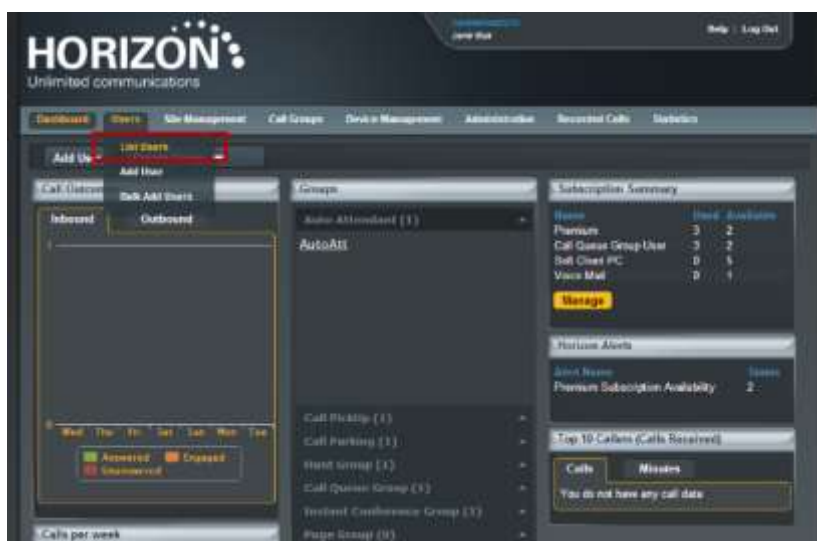 HORIZON
Unlimited communications
Help | Log Out
Dashboard Users Site Management Call Groups Device Management Administration Recorded Calls Statistics
List Users
Add User
Bulk Add Users
Inbound Outbound
1
0
Wed Thu Fri Sat Sun Mon Tue
Answered Engaged
Unanswered
Calls per week
Groups
Auto Attendant (1)
AutoAtt
Call PickUp (1)
Call Parking (1)
Hunt Group (1)
Call Queue Group (1)
Instant Conference Group (1)
Page Group (0)
Subscription Summary
Name Used Available
Premium 3 2
Call Queue Group User 3 2
Soft Client PC 0 5
Voice Mail 0 1
Manage
Horizon Alerts
Alert Name
Premium Subscription Availability 2
Top 10 Callers (Calls Received)
Calls Minutes
You do not have any call data